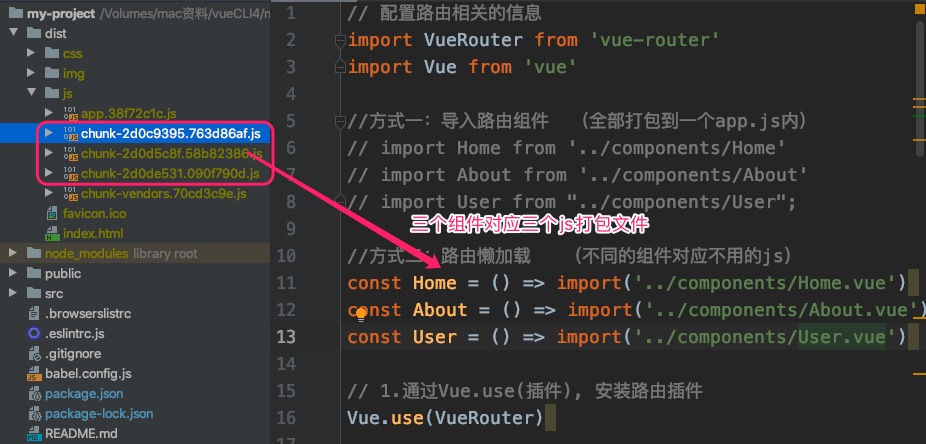 my-project /Volumes/mac资料/vueCLI4/m
dist
css
img
js
app.38f72c1c.js
chunk-2d0c9395.763d86af.js
chunk-2d0d5c8f.58b82386.js
chunk-2d0de531.090f790d.js
chunk-vendors.70cd3c9e.js
favicon.ico
index.html
node_modules library root
public
src
.browserslistrc
.eslintrc.js
.gitignore
babel.config.js
package.json
package-lock.json
README.md
1 // 配置路由相关的信息
2 import VueRouter from 'vue-router'
3 import Vue from 'vue'
4
5 //方式一：导入路由组件 （全部打包到一个app.js内）
6 // import Home from '../components/Home'
7 // import About from '../components/About'
8 // import User from "../components/User";
9
三个组件对应三个js打包文件
10 //方式二：路由懒加载 （不同的组件对应不用的js）
11 const Home = () => import('../components/Home.vue')
12 const About = () => import('../components/About.vue')
13 const User = () => import('../components/User.vue')
14
15 // 1.通过Vue.use(插件), 安装路由插件
16 Vue.use(VueRouter)
17